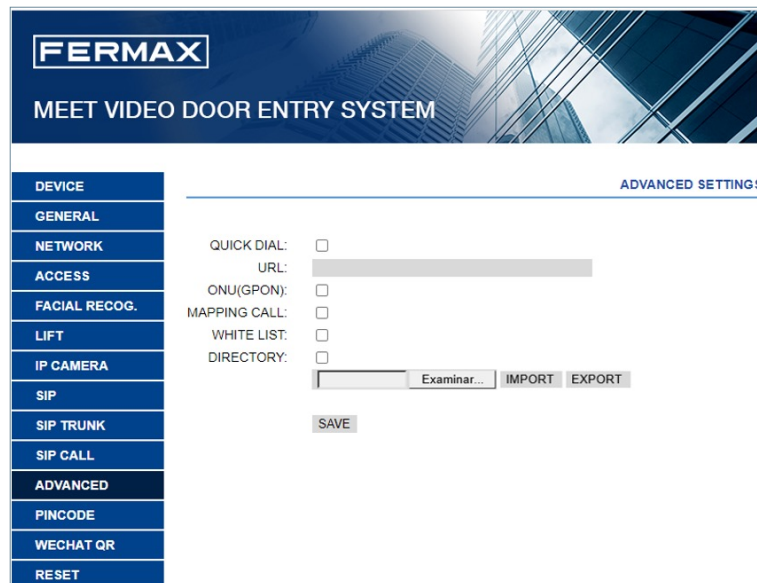 FERMAX
MEET VIDEO DOOR ENTRY SYSTEM
ADVANCED SETTINGS
DEVICE
GENERAL
NETWORK
ACCESS
FACIAL RECOG.
LIFT
IP CAMERA
SIP
SIP TRUNK
SIP CALL
ADVANCED
PINCODE
WECHAT QR
RESET
QUICK DIAL:
URL:
ONU(GPON):
MAPPING CALL:
WHITE LIST:
DIRECTORY:
Examinar... IMPORT EXPORT
SAVE